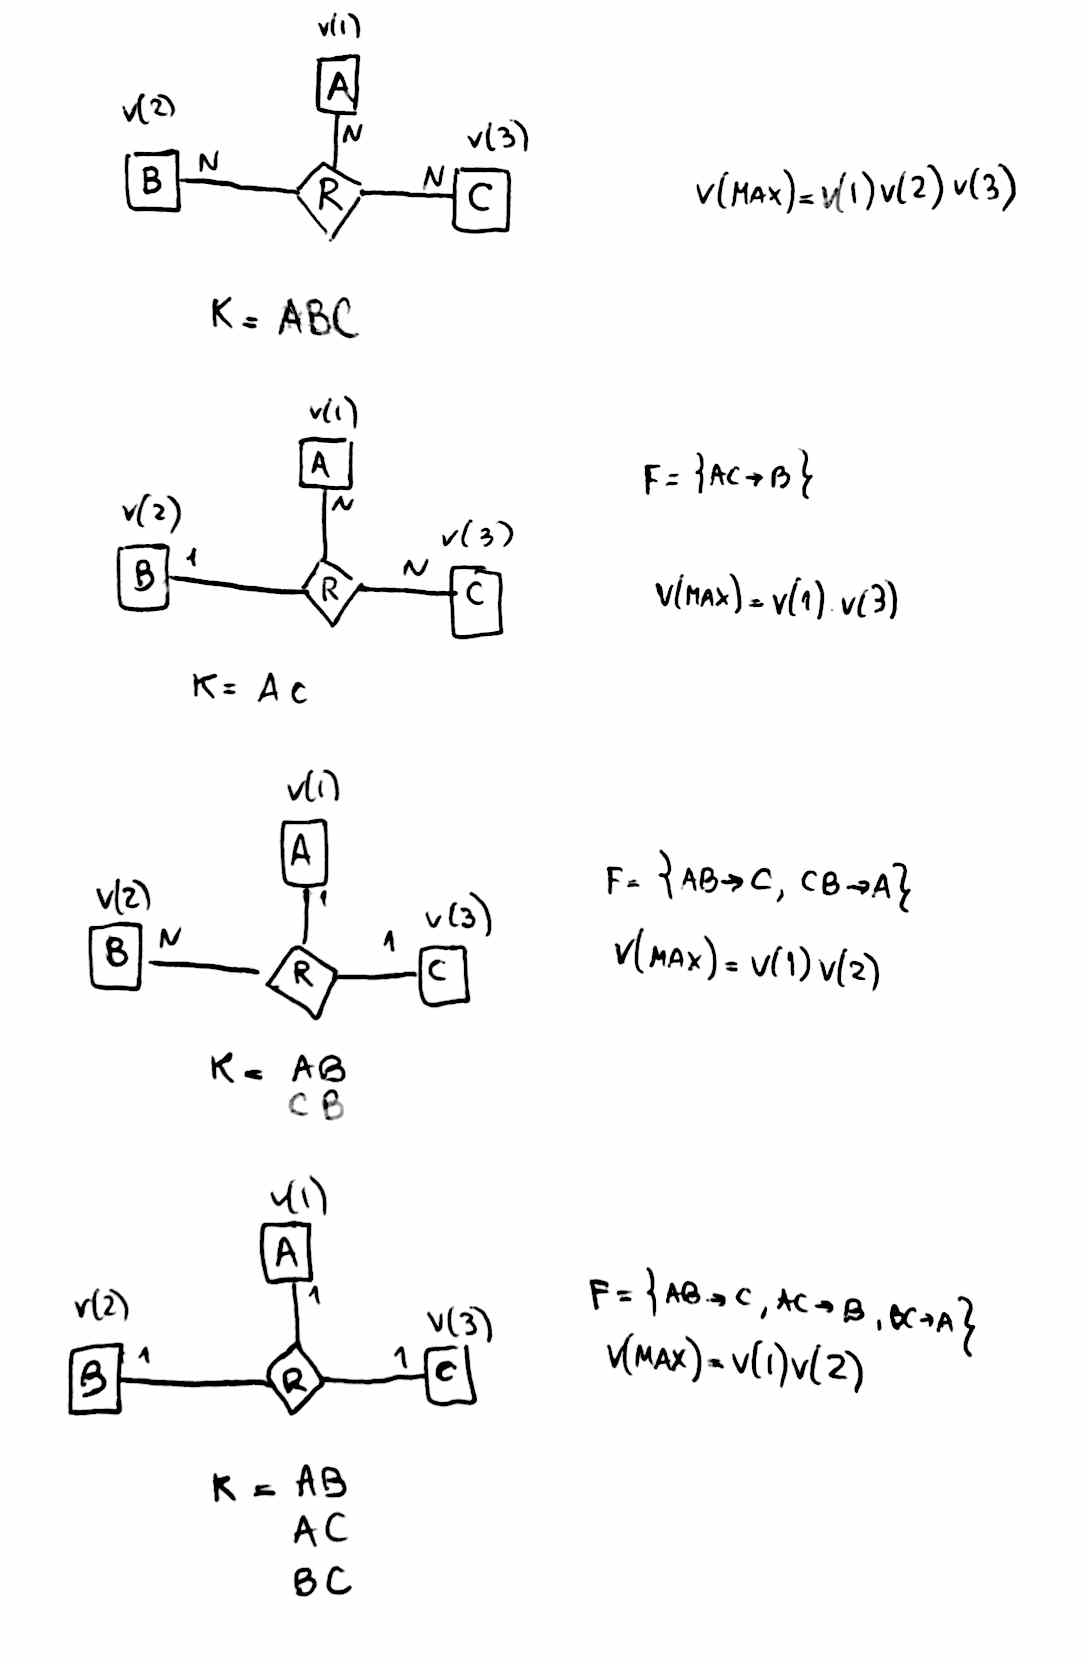 v(1)
A
v(2)
N
v(3)
B
N
R
N
C
V(MAX)= v(1) v(2) v(3)
K = ABC
v(1)
A
F= {AC→B}
v(2)
N
v(3)
B
1
R
N
C
V(MAX) = v(1) . v(3)
K= AC
v(1)
A
F= {AB→C, CB→A}
v(2)
1
v(3)
B
N
R
1
C
V(MAX) = V(1) V(2)
K = AB
CB
v(1)
A
F= {AB→C, AC→B, BC→A}
v(2)
1
V(3)
B
1
R
1
C
V(MAX) = V(1) V(2)
K = AB
AC
BC